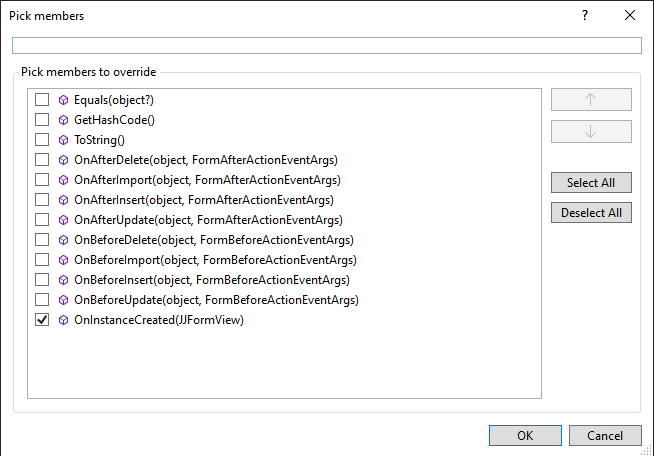 Pick members
?
Pick members to override
Equals(object?)
GetHashCode()
ToString()
OnAfterDelete(object, FormAfterActionEventArgs)
OnAfterImport(object, FormAfterActionEventArgs)
OnAfterInsert(object, FormAfterActionEventArgs)
OnAfterUpdate(object, FormAfterActionEventArgs)
OnBeforeDelete(object, FormBeforeActionEventArgs)
OnBeforeImport(object, FormBeforeActionEventArgs)
OnBeforeInsert(object, FormBeforeActionEventArgs)
OnBeforeUpdate(object, FormBeforeActionEventArgs)
OnInstanceCreated(JJFormView)
Select All
Deselect All
OK
Cancel